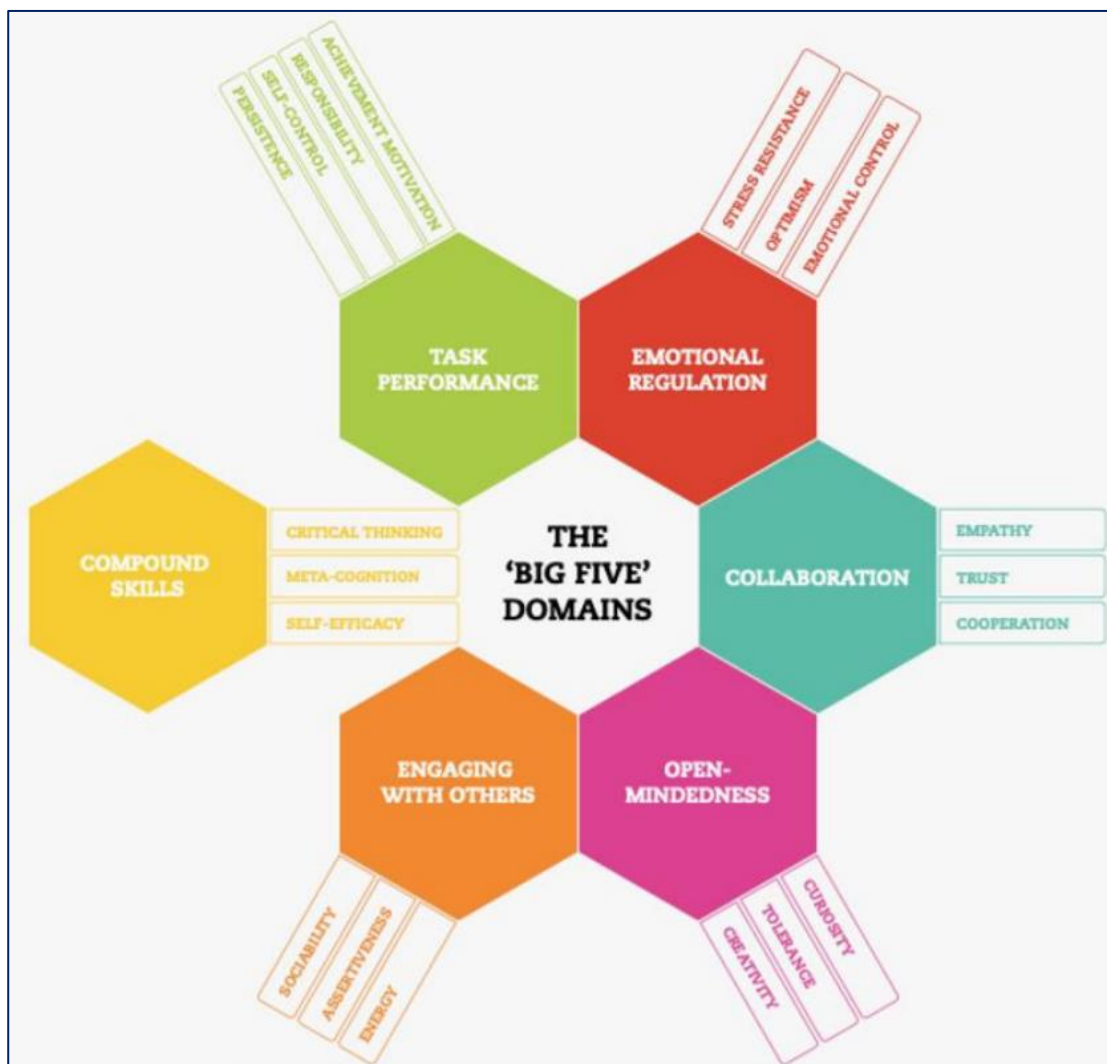 ACHIEVEMENT MOTIVATION
RESPONSIBILITY
SELF-CONTROL
PERSISTENCE
STRESS RESISTANCE
OPTIMISM
EMOTIONAL CONTROL
TASK
PERFORMANCE
EMOTIONAL
REGULATION
COMPOUND
SKILLS
CRITICAL THINKING
META-COGNITION
SELF-EFFICACY
THE
'BIG FIVE'
DOMAINS
COLLABORATION
EMPATHY
TRUST
COOPERATION
ENGAGING
WITH OTHERS
OPEN-
MINDEDNESS
SOCIABILITY
ASSERTIVENESS
ENERGY
CREATIVITY
TOLERANCE
CURIOSITY